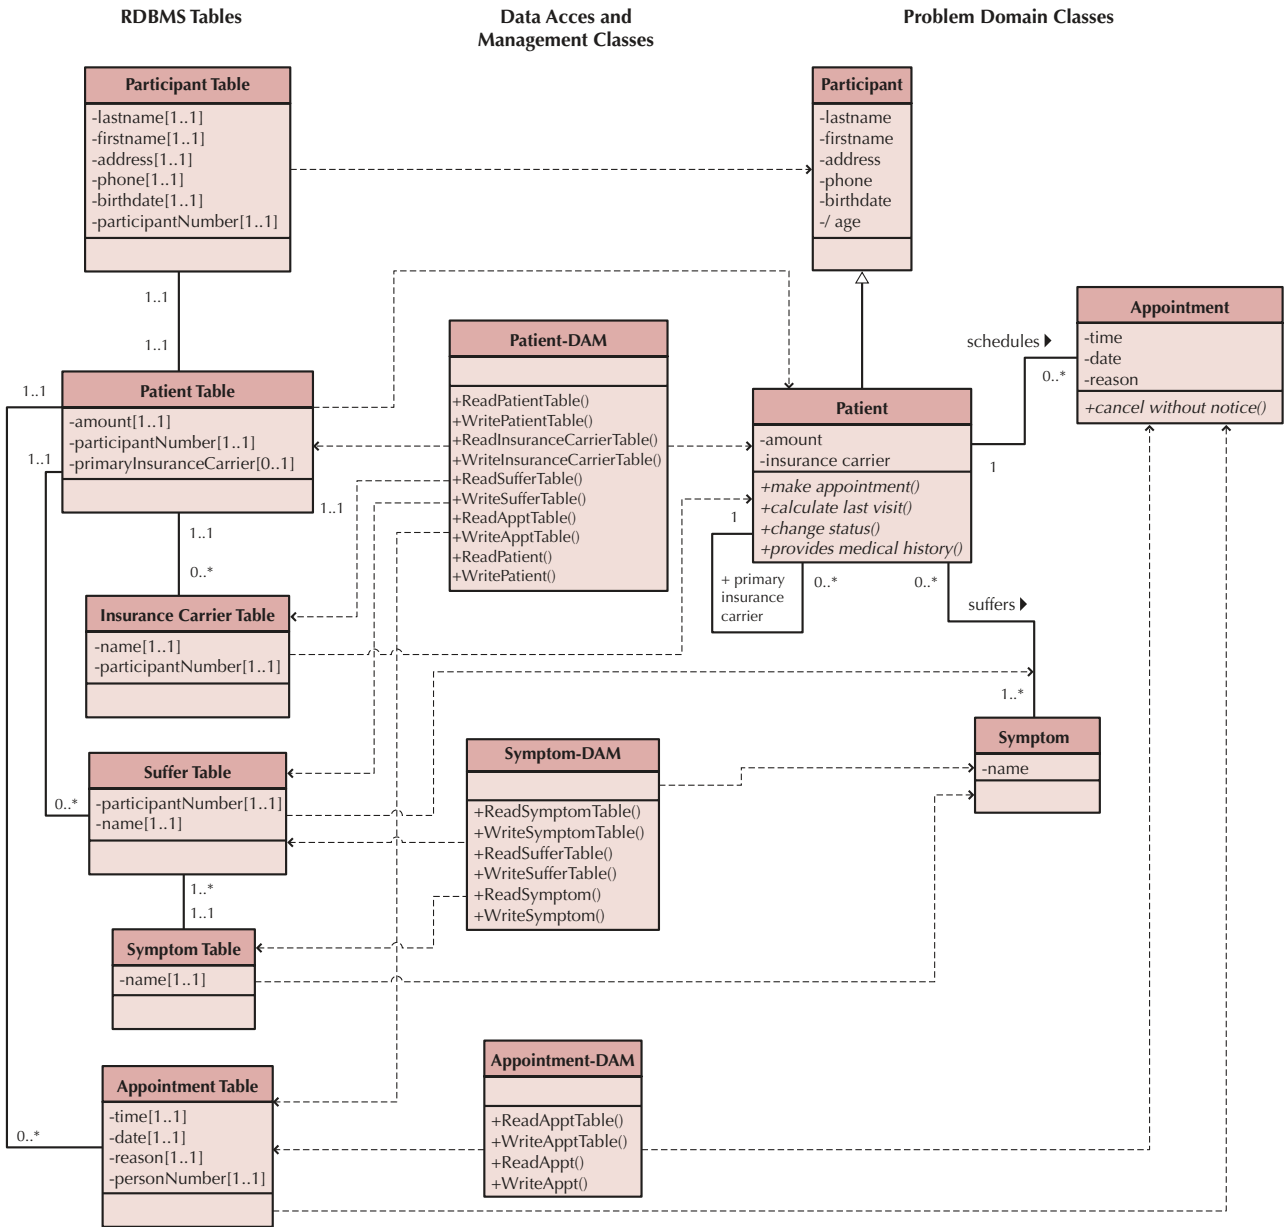 RDBMS Tables
Data Acces and
Management Classes
Problem Domain Classes
Participant Table
-lastname[1..1]
-firstname[1..1]
-address[1..1]
-phone[1..1]
-birthdate[1..1]
-participantNumber[1..1]
Participant
-lastname
-firstname
-address
-phone
-birthdate
-/ age
1..1
1..1
Patient Table
-amount[1..1]
-participantNumber[1..1]
-primaryInsuranceCarrier[0..1]
1..1
1..1
1..1
1..1
0..*
Patient-DAM
+ReadPatientTable()
+WritePatientTable()
+ReadInsuranceCarrierTable()
+WriteInsuranceCarrierTable()
+ReadSufferTable()
+WriteSufferTable()
+ReadApptTable()
+WriteApptTable()
+ReadPatient()
+WritePatient()
Patient
-amount
-insurance carrier
+make appointment()
+calculate last visit()
+change status()
+provides medical history()
schedules
0..*
1
Appointment
-time
-date
-reason
+cancel without notice()
1
+ primary
insurance
carrier
0..*
0..*
suffers
1..*
Insurance Carrier Table
-name[1..1]
-participantNumber[1..1]
Suffer Table
-participantNumber[1..1]
-name[1..1]
0..*
1..*
1..1
Symptom-DAM
+ReadSymptomTable()
+WriteSymptomTable()
+ReadSufferTable()
+WriteSufferTable()
+ReadSymptom()
+WriteSymptom()
Symptom
-name
Symptom Table
-name[1..1]
Appointment Table
-time[1..1]
-date[1..1]
-reason[1..1]
-personNumber[1..1]
0..*
Appointment-DAM
+ReadApptTable()
+WriteApptTable()
+ReadAppt()
+WriteAppt()